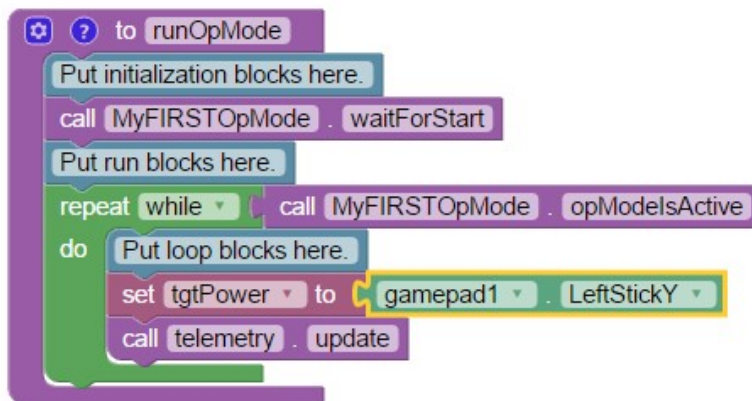 ? to runOpMode
Put initialization blocks here.
call MyFIRSTOpMode . waitForStart
Put run blocks here.
repeat while call MyFIRSTOpMode . opModeIsActive
do Put loop blocks here.
set tgtPower to gamepad1 . LeftStickY
call telemetry . update